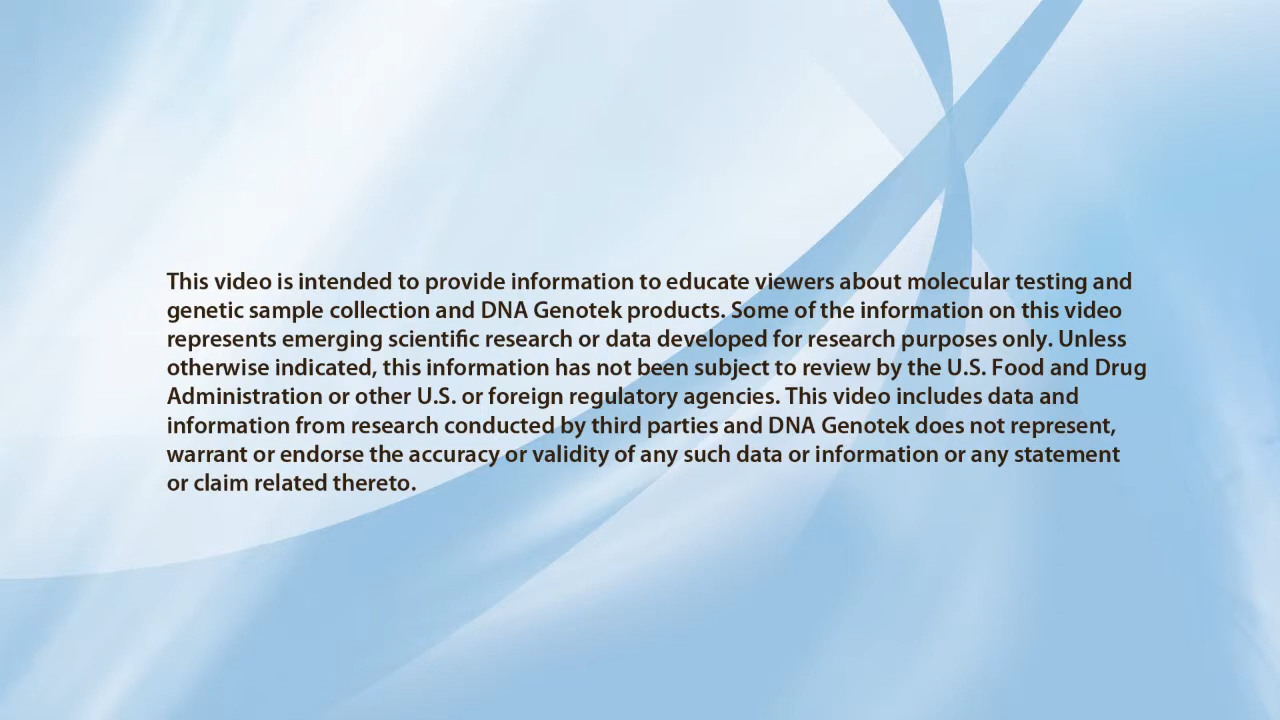 This video is intended to provide information to educate viewers about molecular testing and
genetic sample collection and DNA Genotek products. Some of the information on this video
represents emerging scientific research or data developed for research purposes only. Unless
otherwise indicated, this information has not been subject to review by the U.S. Food and Drug
Administration or other U.S. or foreign regulatory agencies. This video includes data and
information from research conducted by third parties and DNA Genotek does not represent,
warrant or endorse the accuracy or validity of any such data or information or any statement
or claim related thereto.